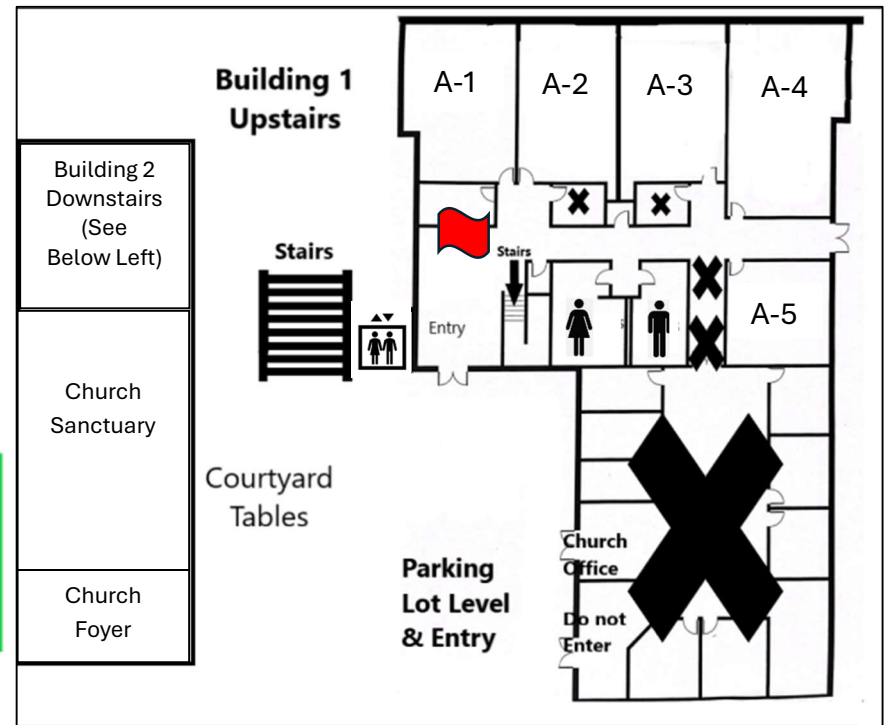 Building 1
Upstairs
A-1
A-2
A-3
A-4
Building 2
Downstairs
(See
Below Left)
Stairs
Stairs
Entry
A-5
Church
Sanctuary
Courtyard
Tables
Church
Office
Parking
Lot Level
& Entry
Do not
Enter
Church
Foyer